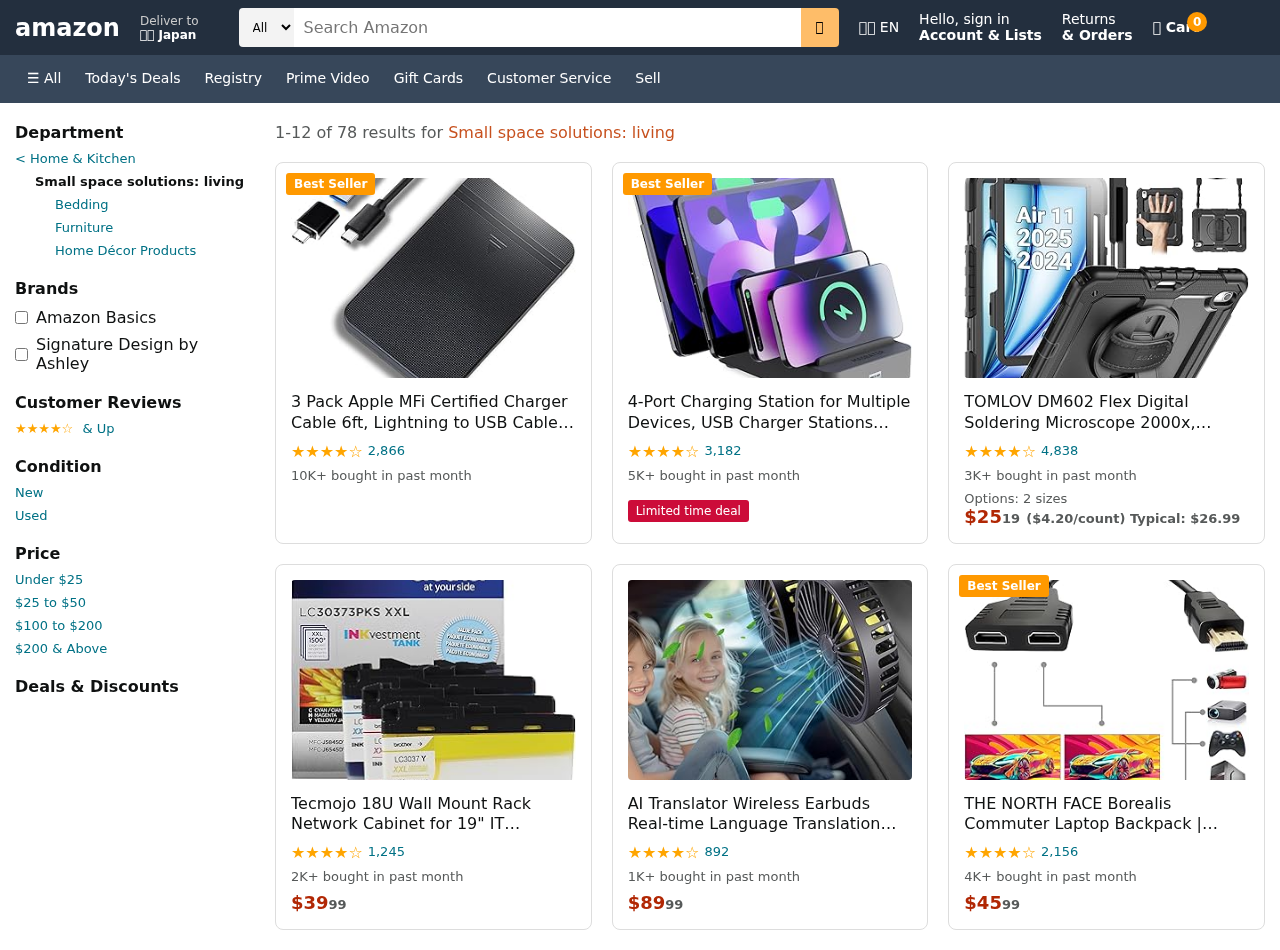 amazon
Deliver to
Japan
All
Search Amazon
EN
Hello, sign in
Account & Lists
Returns
& Orders
0
☰ All
Today's Deals
Registry
Prime Video
Gift Cards
Customer Service
Sell
Department
< Home & Kitchen
Small space solutions: living
Bedding
Furniture
Home Décor Products
Brands
Amazon Basics
Signature Design by
Ashley
Customer Reviews
★★★★☆ & Up
Condition
New
Used
Price
Under $25
$25 to $50
$100 to $200
$200 & Above
Deals & Discounts
1-12 of 78 results for Small space solutions: living
Best Seller
3 Pack Apple MFi Certified Charger
Cable 6ft, Lightning to USB Cable…
★★★★☆ 2,866
10K+ bought in past month
Best Seller
4-Port Charging Station for Multiple
Devices, USB Charger Stations…
★★★★☆ 3,182
5K+ bought in past month
Limited time deal
Air 11
2025
2024
TOMLOV DM602 Flex Digital
Soldering Microscope 2000x,…
★★★★☆ 4,838
3K+ bought in past month
Options: 2 sizes
$25 19 ($4.20/count) Typical: $26.99
at your side
LC30373PKS XXL
XXL
1500*
INKvestment
TANK
VALUE PACK
brother
LC3037 Y
XXL
Tecmojo 18U Wall Mount Rack
Network Cabinet for 19" IT…
★★★★☆ 1,245
2K+ bought in past month
$39 99
AI Translator Wireless Earbuds
Real-time Language Translation…
★★★★☆ 892
1K+ bought in past month
$89 99
Best Seller
THE NORTH FACE Borealis
Commuter Laptop Backpack |…
★★★★☆ 2,156
4K+ bought in past month
$45 99